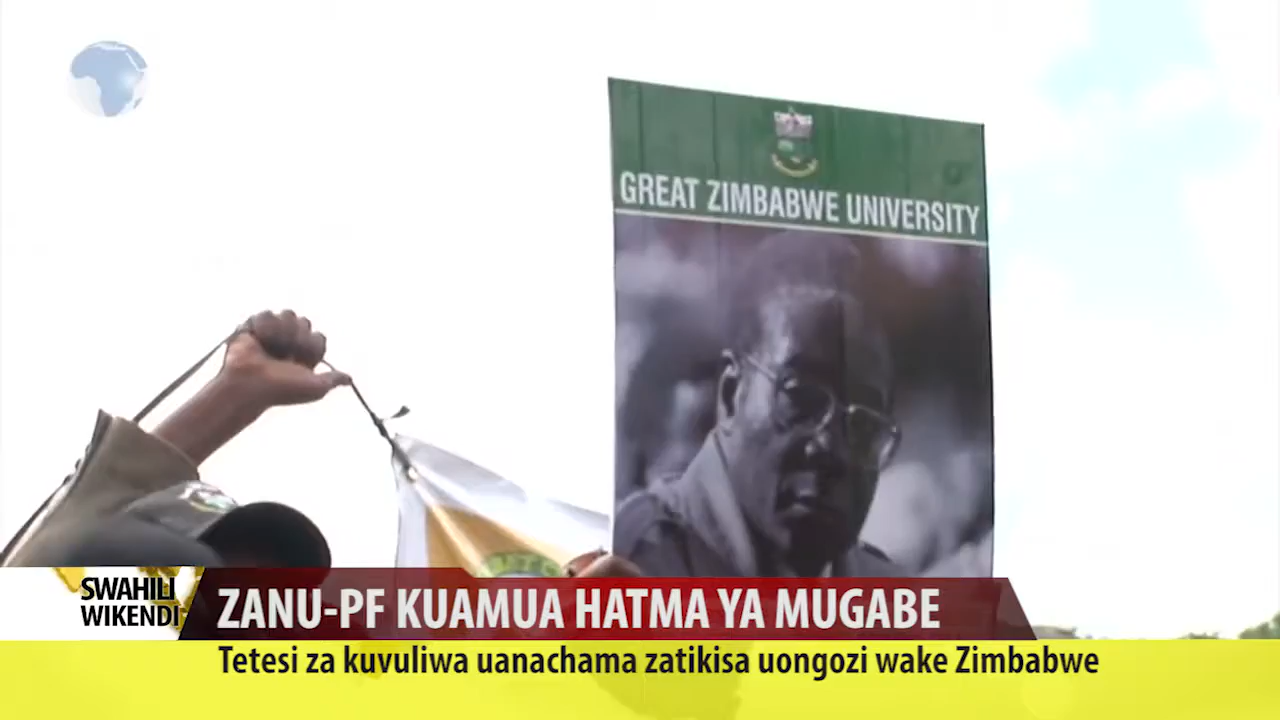 GREAT ZIMBABWE UNIVERSITY
SWAHILI
WIKENDI
ZANU-PF KUAMUA HATMA YA MUGABE
Tetesi za kuvuliwa uanachama zatikisa uongozi wake Zimbabwe